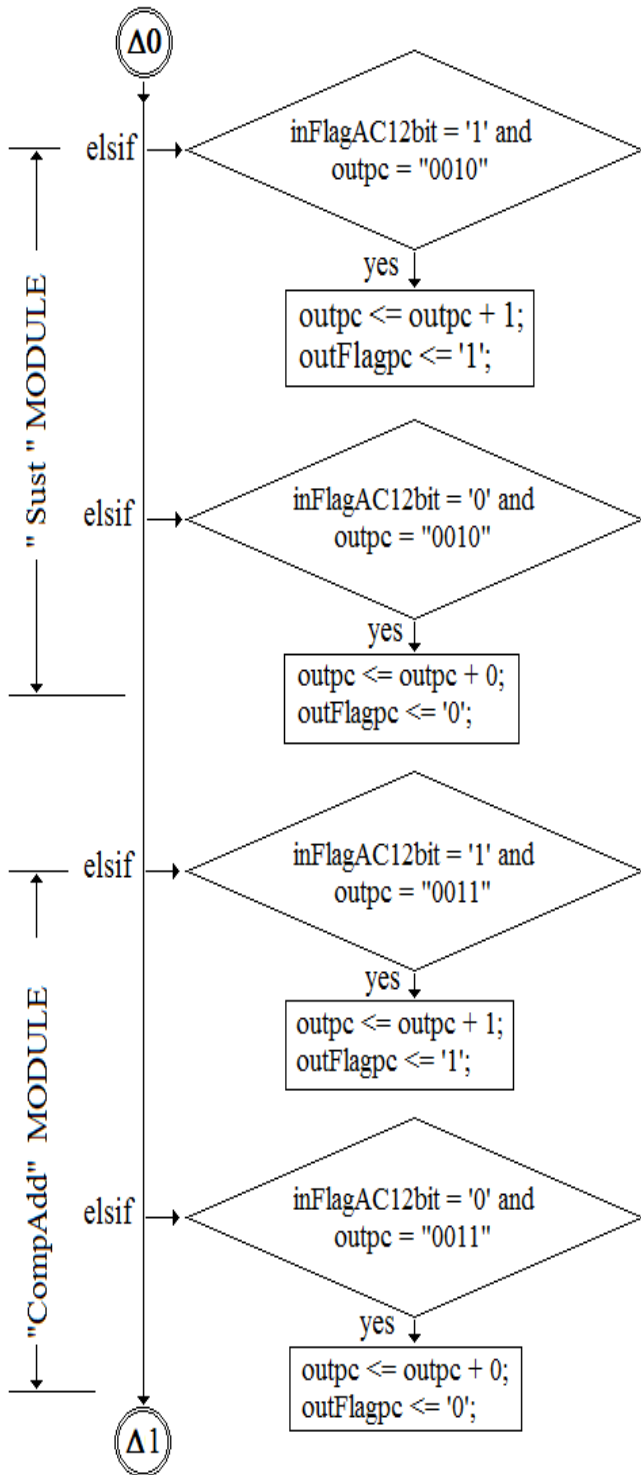 Δ0
elsif
inFlagAC12bit = '1' and
outpc = "0010"
yes
outpc <= outpc + 1;
outFlagpc <= '1';
" Sust " MODULE
elsif
inFlagAC12bit = '0' and
outpc = "0010"
yes
outpc <= outpc + 0;
outFlagpc <= '0';
elsif
inFlagAC12bit = '1' and
outpc = "0011"
yes
outpc <= outpc + 1;
outFlagpc <= '1';
"CompAdd" MODULE
elsif
inFlagAC12bit = '0' and
outpc = "0011"
yes
outpc <= outpc + 0;
outFlagpc <= '0';
Δ1